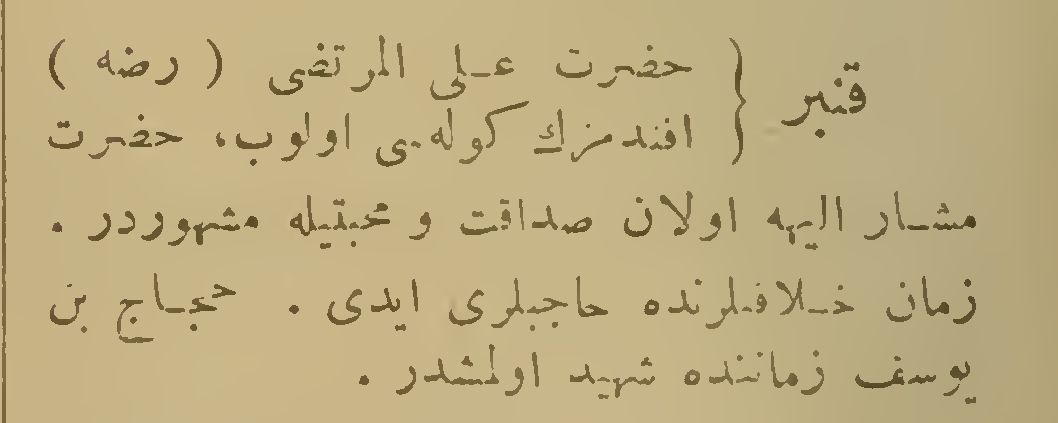 قنبر { حضرت علی المرتضی ( رضه )
افندمزك كوله‌سی اولوب، حضرت
مشار الیه اولان صداقت و محبتیله مشهوردر .
زمان خلافلرنده حاجبلری ایدی . حجاج بن
یوسف زماننده شهید اولمشدر .